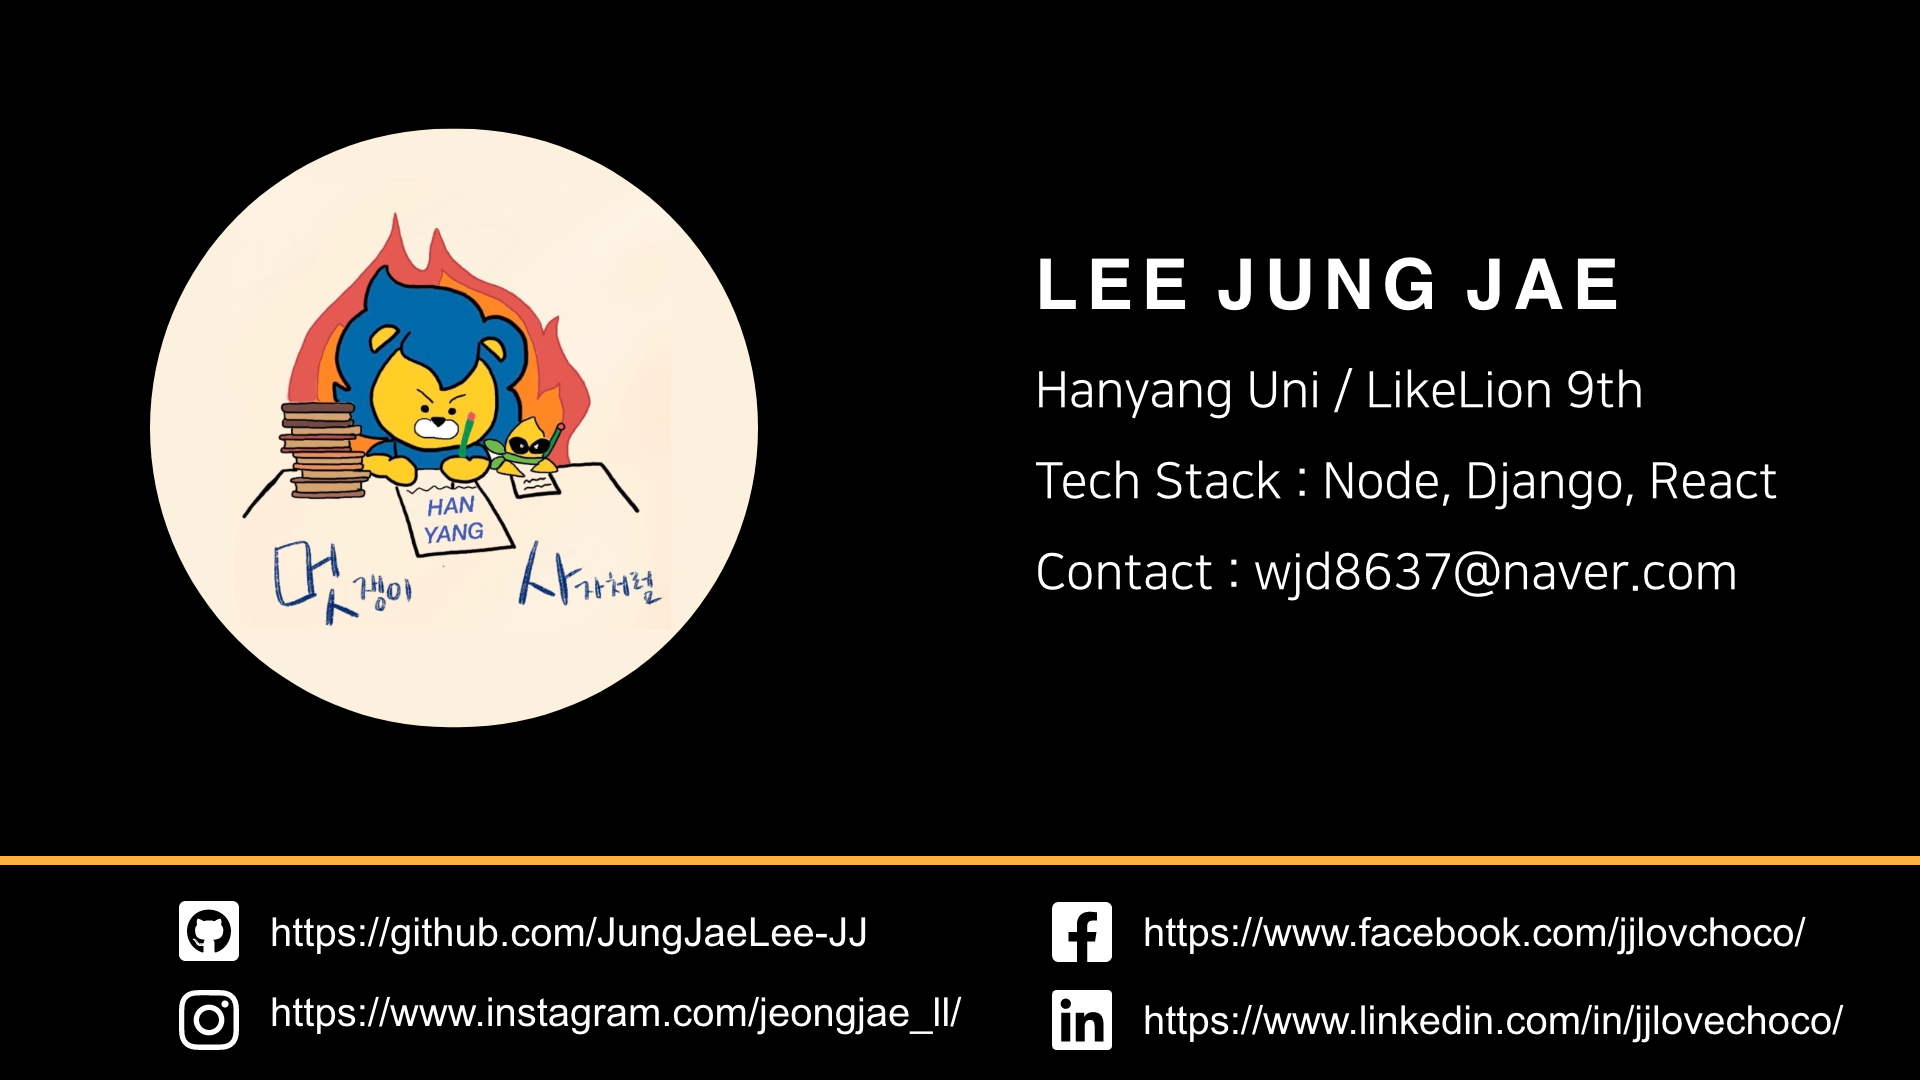 HAN
YANG
멋쟁이 사자처럼
LEE JUNG JAE
Hanyang Uni / LikeLion 9th
Tech Stack : Node, Django, React
Contact : wjd8637@naver.com
https://github.com/JungJaeLee-JJ
https://www.facebook.com/jjlovchoco/
https://www.instagram.com/jeongjae_ll/
https://www.linkedin.com/in/jjlovechoco/